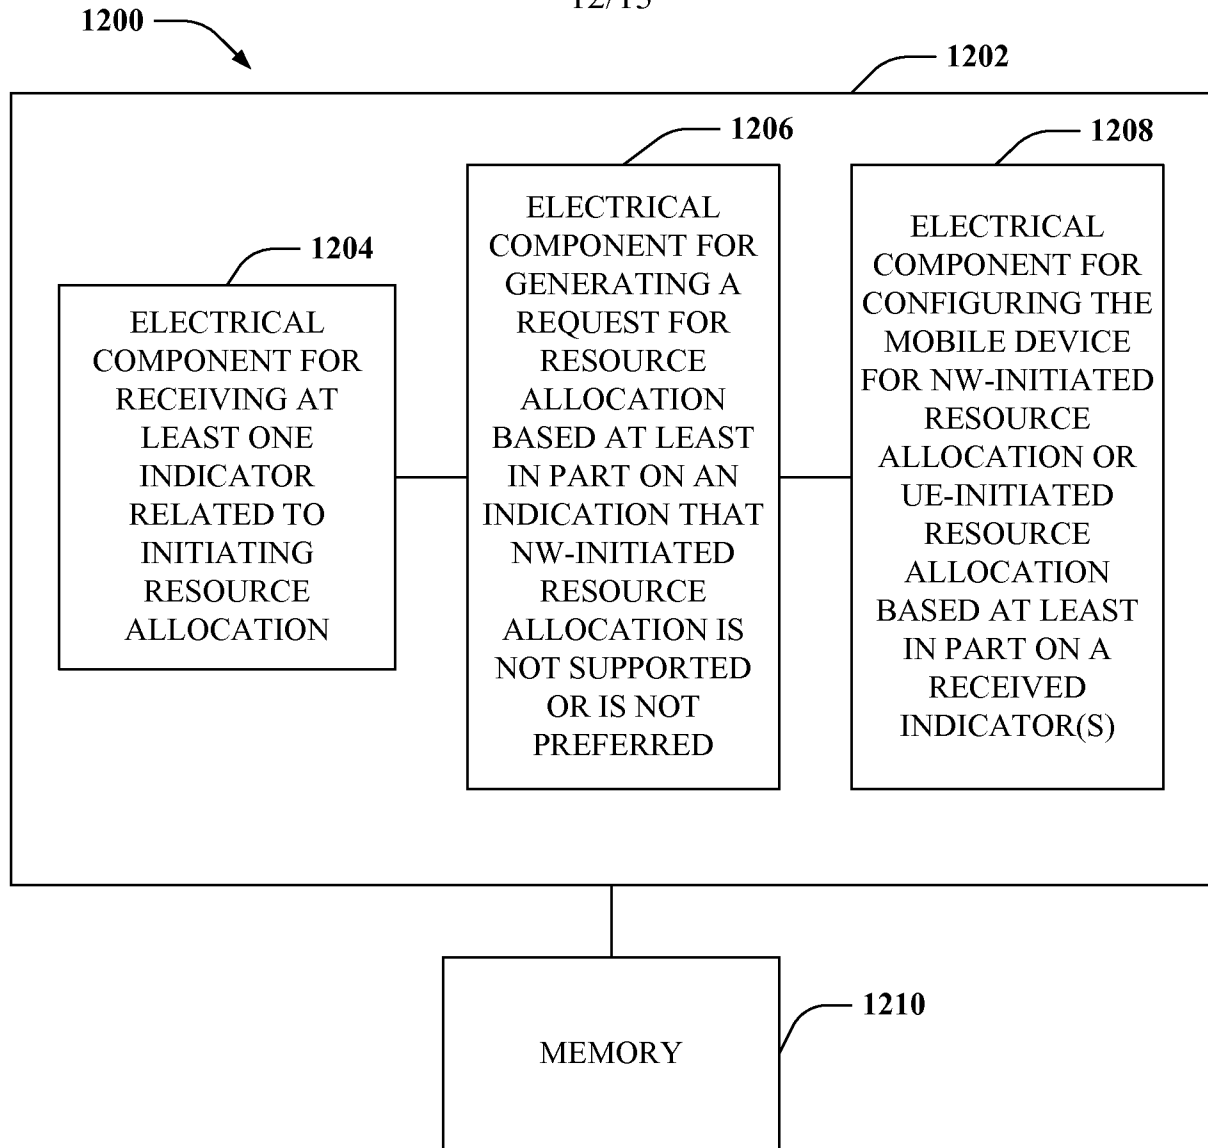 12/15
1200
1202
1206
1208
1204
ELECTRICAL
COMPONENT FOR
RECEIVING AT
LEAST ONE
INDICATOR
RELATED TO
INITIATING
RESOURCE
ALLOCATION
ELECTRICAL
COMPONENT FOR
GENERATING A
REQUEST FOR
RESOURCE
ALLOCATION
BASED AT LEAST
IN PART ON AN
INDICATION THAT
NW-INITIATED
RESOURCE
ALLOCATION IS
NOT SUPPORTED
OR IS NOT
PREFERRED
ELECTRICAL
COMPONENT FOR
CONFIGURING THE
MOBILE DEVICE
FOR NW-INITIATED
RESOURCE
ALLOCATION OR
UE-INITIATED
RESOURCE
ALLOCATION
BASED AT LEAST
IN PART ON A
RECEIVED
INDICATOR(S)
1210
MEMORY